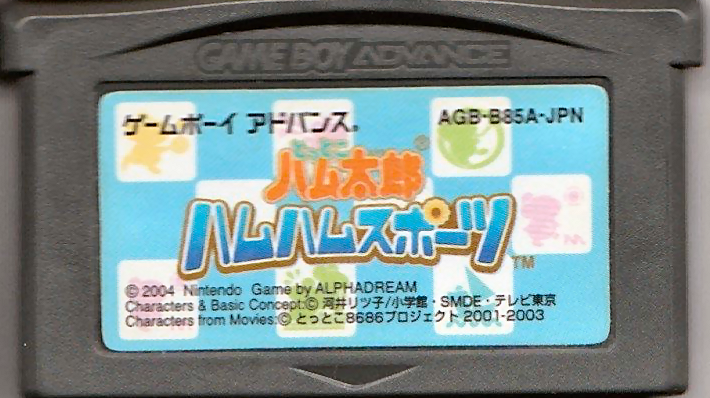 GAME BOY ADVANCE
ゲームボーイ アドバンス® AGB-B85A-JPN
とっとこ
ハム太郎®
ハムハムスポーツ™
© 2004 Nintendo Game by ALPHADREAM
Characters & Basic Concept:© 河井リツ子/小学館・SMDE・テレビ東京
Characters from Movies:© とっとこ8686プロジェクト 2001-2003